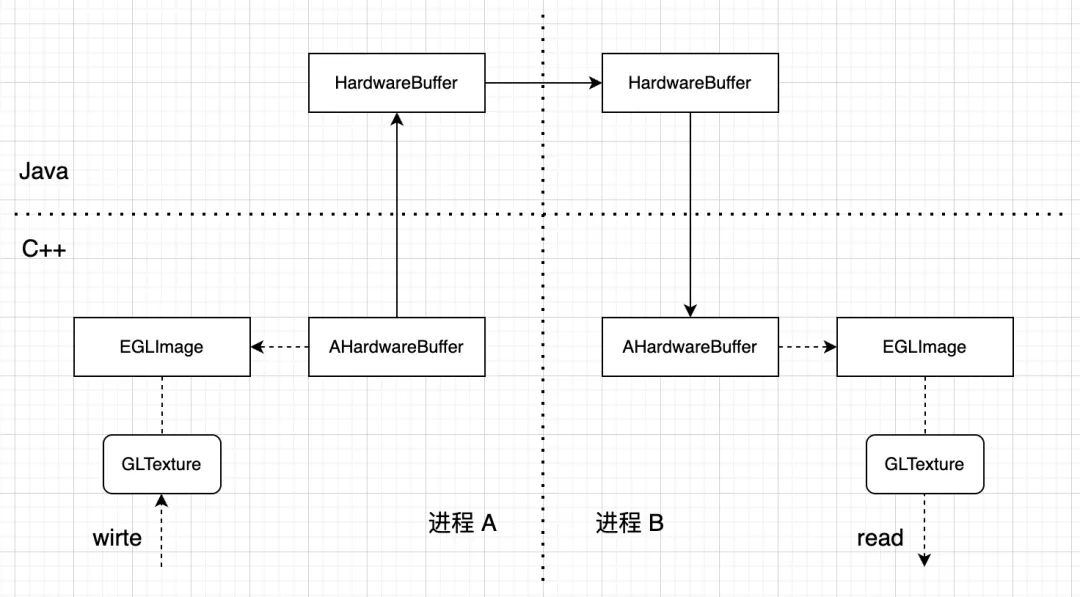 HardwareBuffer
HardwareBuffer
Java
C++
EGLImage
AHardwareBuffer
AHardwareBuffer
EGLImage
GLTexture
GLTexture
进程 A
进程 B
wirte
read